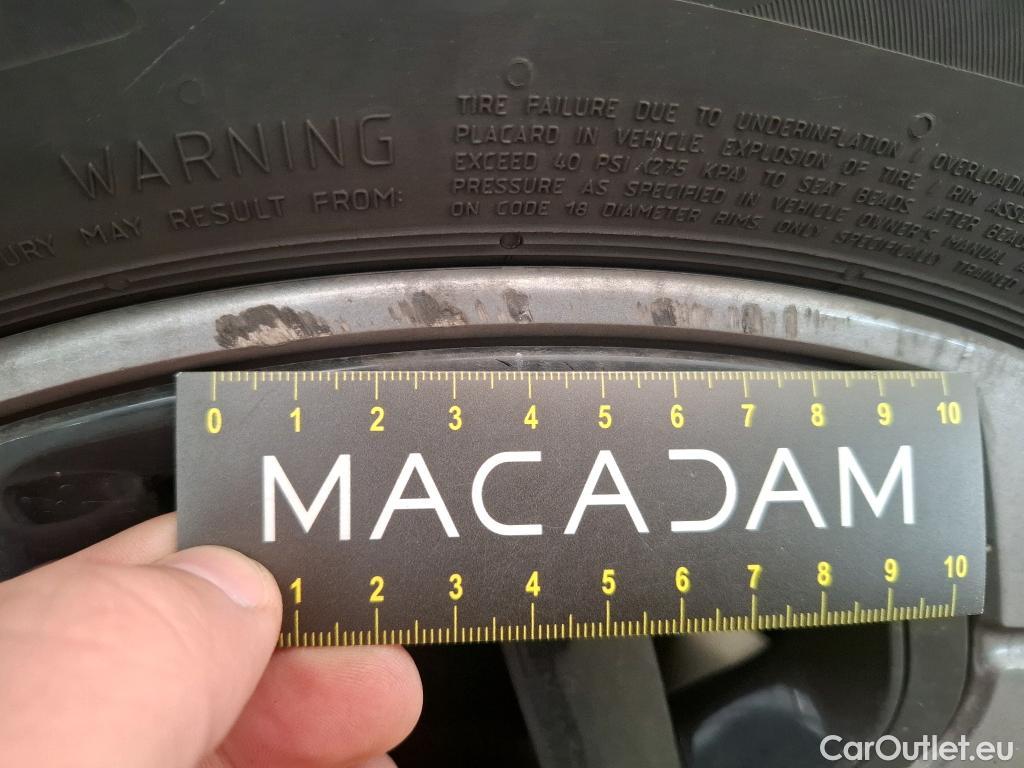 WARNING
URY MAY RESULT FROM:
TIRE FAILURE DUE TO UNDERINFLATION / OVERLOADIN
PLACARD IN VEHICLE. EXPLOSION OF TIRE / RIM ASSE
EXCEED 40 PSI (275 KPA) TO SEAT BEADS. AFTER BEAD
PRESSURE AS SPECIFIED IN VEHICLE OWNER'S MANUAL
ON CODE 18 DIAMETER RIMS. ONLY SPECIFICALLY TRAINED
0 1 2 3 4 5 6 7 8 9 10
MACADAM
1 2 3 4 5 6 7 8 9 10
CarOutlet.eu